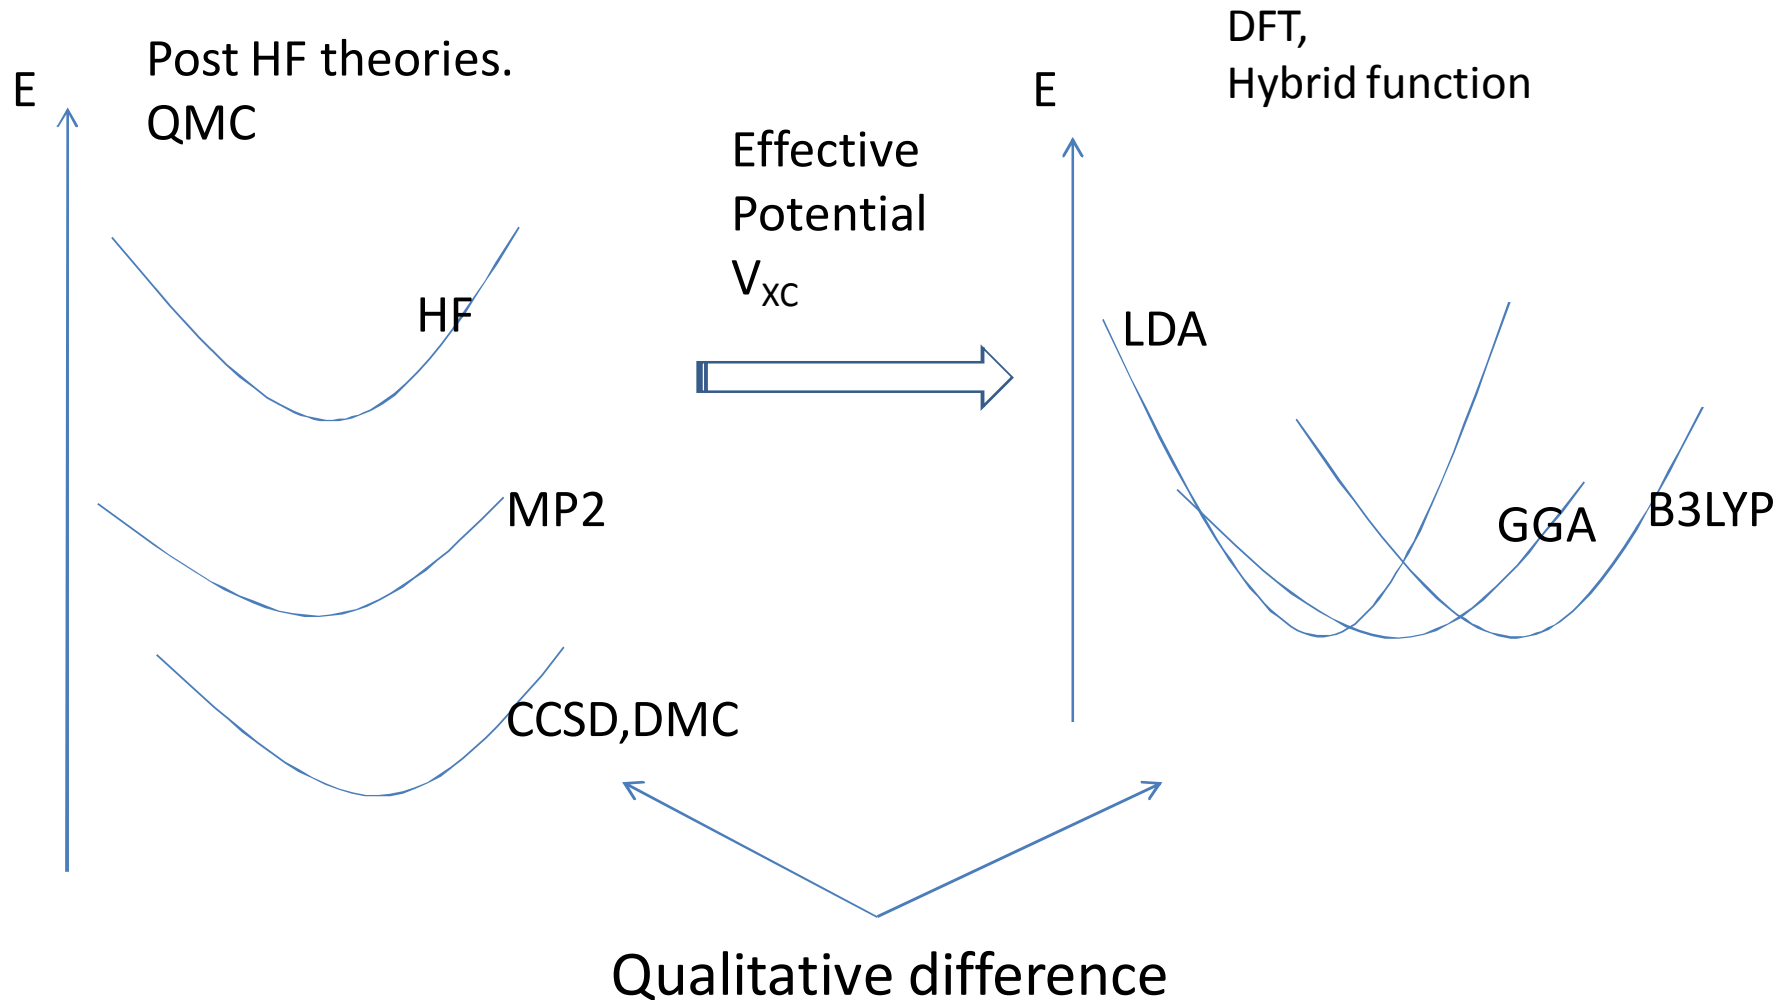 Post HF theories.
QMC
E
HF
MP2
CCSD,DMC
Effective
Potential
VXC
DFT,
Hybrid function
E
LDA
GGA
B3LYP
Qualitative difference